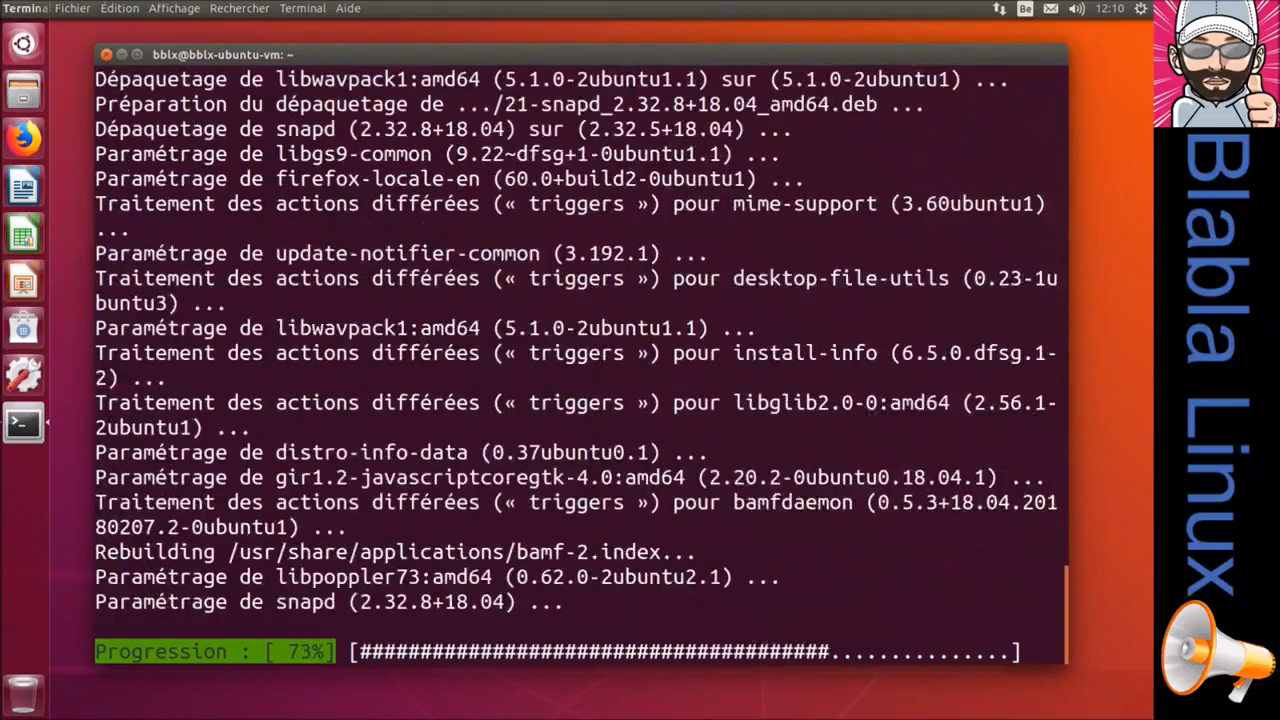 Terminal Fichier Édition Affichage Rechercher Terminal Aide
Be
12:10
bblx@bblx-ubuntu-vm: ~
Dépaquetage de libwavpack1:amd64 (5.1.0-2ubuntu1.1) sur (5.1.0-2ubuntu1) ...
Préparation du dépaquetage de .../21-snapd_2.32.8+18.04_amd64.deb ...
Dépaquetage de snapd (2.32.8+18.04) sur (2.32.5+18.04) ...
Paramétrage de libgs9-common (9.22~dfsg+1-0ubuntu1.1) ...
Paramétrage de firefox-locale-en (60.0+build2-0ubuntu1) ...
Traitement des actions différées (« triggers ») pour mime-support (3.60ubuntu1)
...
Paramétrage de update-notifier-common (3.192.1) ...
Traitement des actions différées (« triggers ») pour desktop-file-utils (0.23-1u
buntu3) ...
Paramétrage de libwavpack1:amd64 (5.1.0-2ubuntu1.1) ...
Traitement des actions différées (« triggers ») pour install-info (6.5.0.dfsg.1-
2) ...
Traitement des actions différées (« triggers ») pour libglib2.0-0:amd64 (2.56.1-
2ubuntu1) ...
Paramétrage de distro-info-data (0.37ubuntu0.1) ...
Paramétrage de gir1.2-javascriptcoregtk-4.0:amd64 (2.20.2-0ubuntu0.18.04.1) ...
Traitement des actions différées (« triggers ») pour bamfdaemon (0.5.3+18.04.201
80207.2-0ubuntu1) ...
Rebuilding /usr/share/applications/bamf-2.index...
Paramétrage de libpoppler73:amd64 (0.62.0-2ubuntu2.1) ...
Paramétrage de snapd (2.32.8+18.04) ...
Progression : [ 73%] [#######################################...............]
Blabla Linux